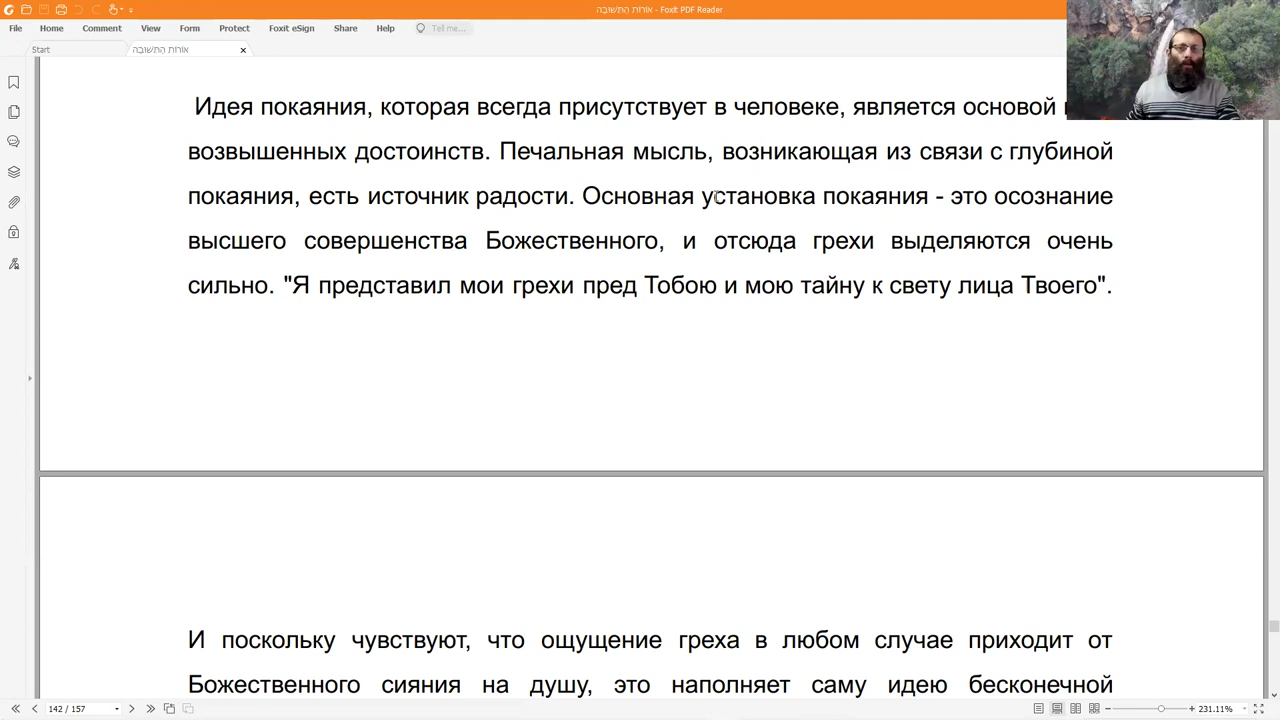 אורות התשובה - Foxit PDF Reader
File Home Comment View Form Protect Foxit eSign Share Help Tell me...
Start אורות התשובה
Идея покаяния, которая всегда присутствует в человеке, является основой
возвышенных достоинств. Печальная мысль, возникающая из связи с глубиной
покаяния, есть источник радости. Основная установка покаяния - это осознание
высшего совершенства Божественного, и отсюда грехи выделяются очень
сильно. "Я представил мои грехи пред Тобою и мою тайну к свету лица Твоего".
И поскольку чувствуют, что ощущение греха в любом случае приходит от
Божественного сияния на душу, это наполняет саму идею бесконечной
142 / 157 231.11%